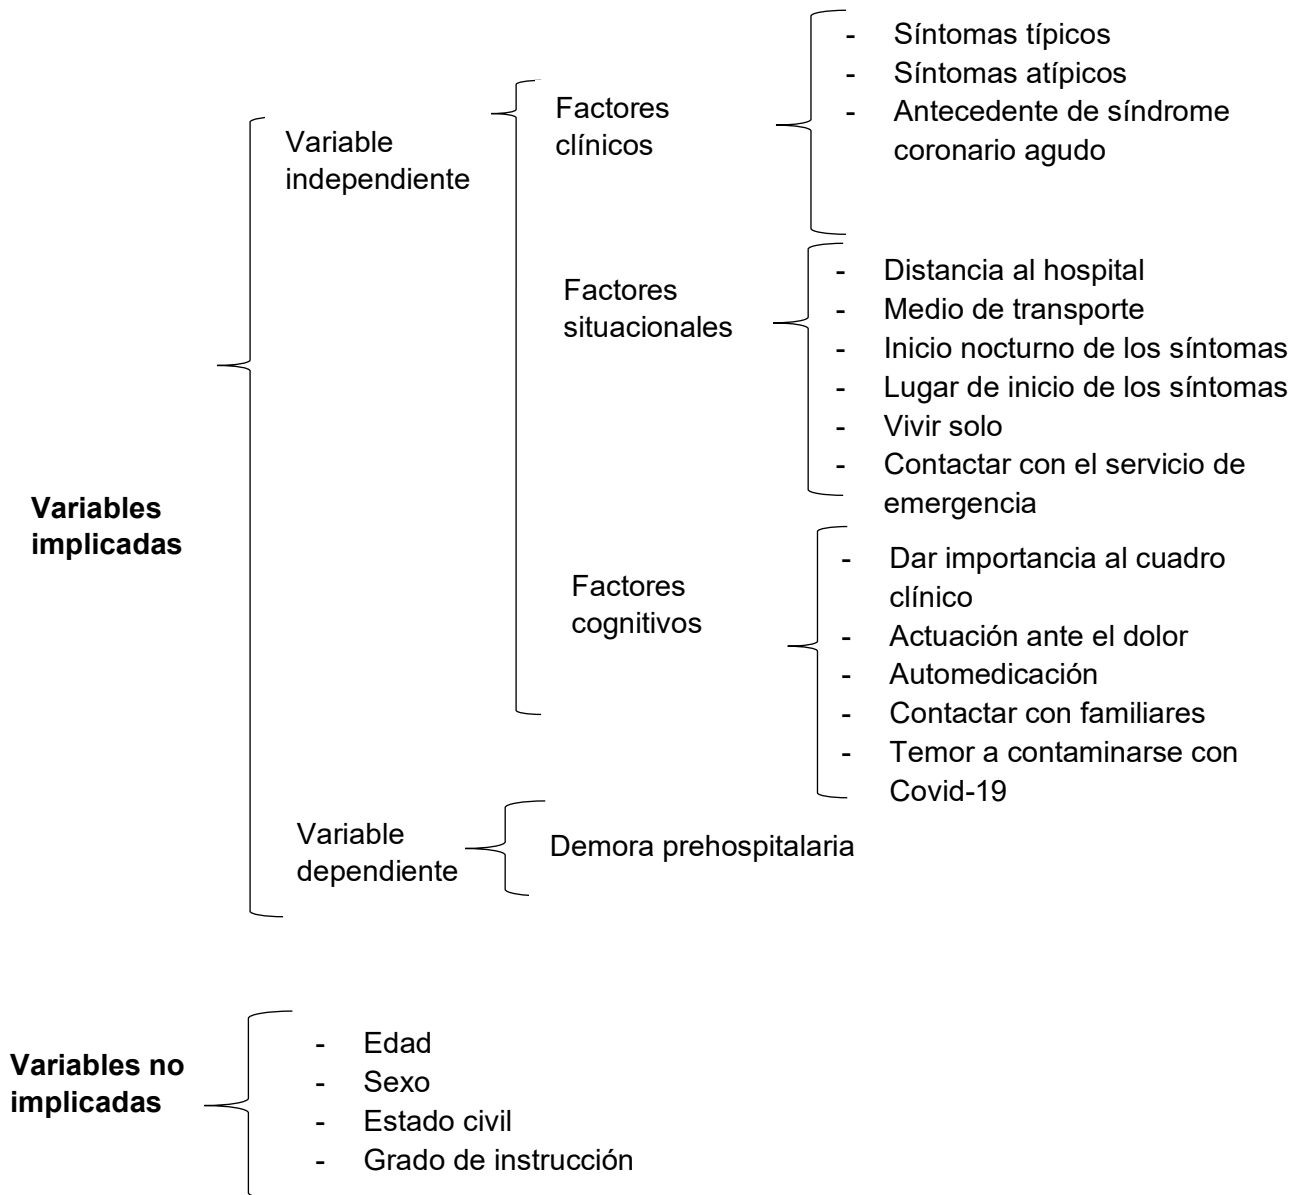 Variables
implicadas
Variable
independiente
Factores
clínicos
- Síntomas típicos
- Síntomas atípicos
- Antecedente de síndrome
coronario agudo
Factores
situacionales
- Distancia al hospital
- Medio de transporte
- Inicio nocturno de los síntomas
- Lugar de inicio de los síntomas
- Vivir solo
- Contactar con el servicio de
emergencia
Factores
cognitivos
- Dar importancia al cuadro
clínico
- Actuación ante el dolor
- Automedicación
- Contactar con familiares
- Temor a contaminarse con
Covid-19
Variable
dependiente
Demora prehospitalaria
Variables no
implicadas
- Edad
- Sexo
- Estado civil
- Grado de instrucción